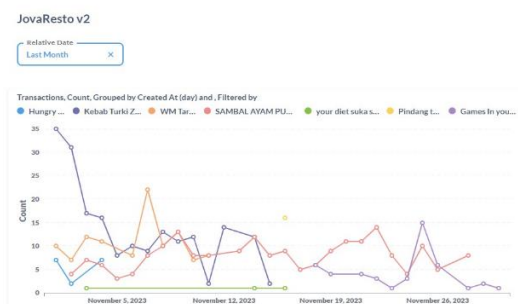 JovaResto v2
Relative Date
Last Month ×
Transactions, Count, Grouped by Created At (day) and , Filtered by
Hungry ... Kebab Turki Z... WM Tar... SAMBAL AYAM PU... your diet suka s... Pindang t... Games In you...
35
30
25
20
15
10
5
0
Count
November 5, 2023 November 12, 2023 November 19, 2023 November 26, 2023